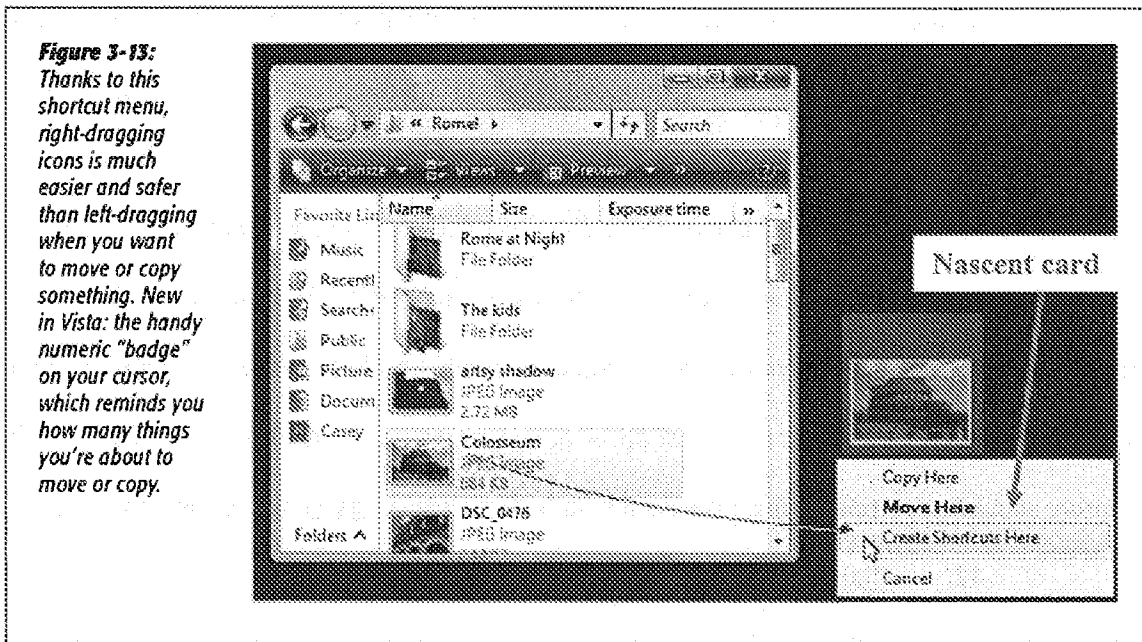 Figure 3-13:
Thanks to this
shortcut menu,
right-dragging
icons is much
easier and safer
than left-dragging
when you want
to move or copy
something. New
in Vista: the handy
numeric "badge"
on your cursor,
which reminds you
how many things
you're about to
move or copy.
« Rome!
Search
Organize
Views
Preview
»
?
Favorite Lin
Name
Size
Exposure time
»
Music
Recentl
Searche
Public
Picture
Docum
Casey
Folders
Rome at Night
File Folder
The kids
File Folder
artsy shadow
JPEG Image
2.72 MB
Colosseum
JPEG Image
684 KB
DSC_0478
JPEG Image
Nascent card
Copy Here
Move Here
Create Shortcuts Here
Cancel